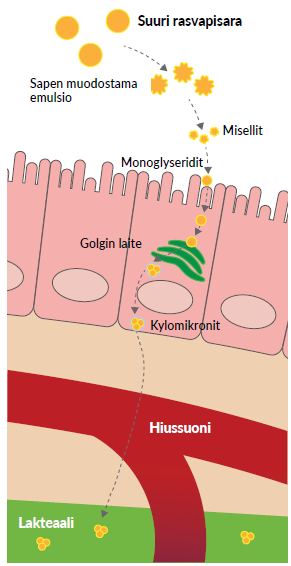 Suuri rasvapisara
Sapen muodostama
emulsio
Misellit
Monoglyseridit
Golgin laite
Kylomikronit
Hiussuoni
Lakteaali